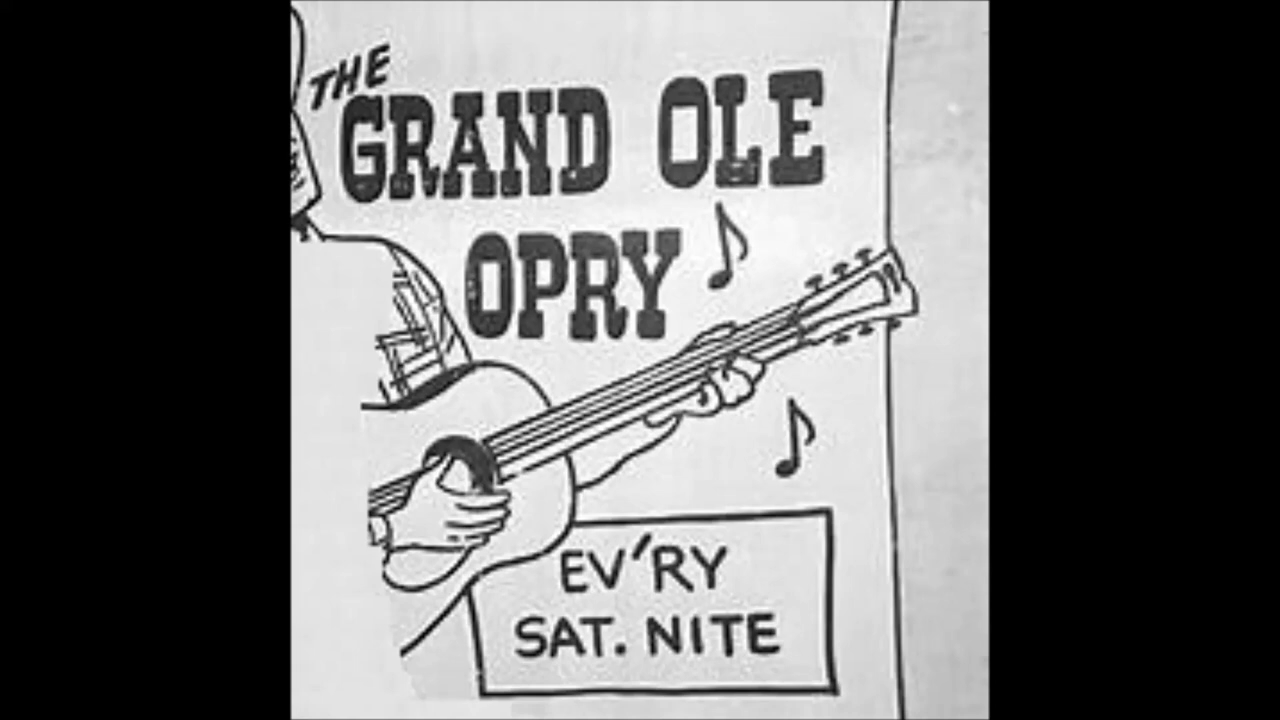 THE
GRAND OLE
OPRY
EV'RY
SAT. NITE